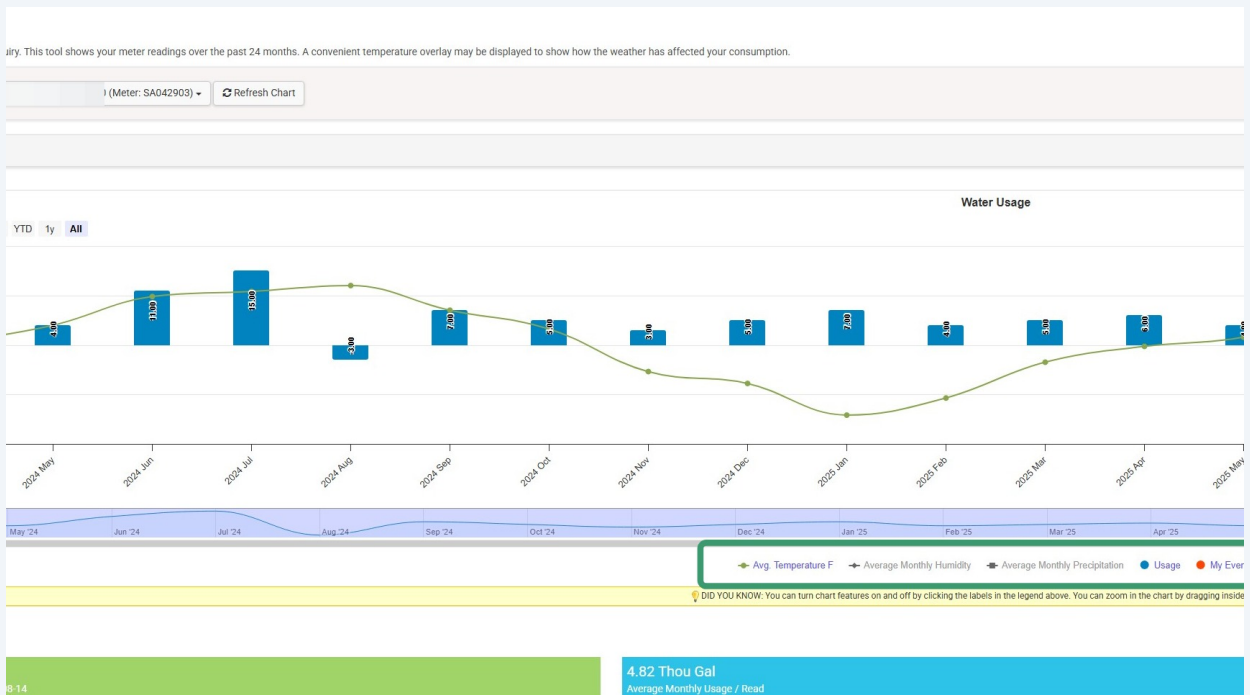 iry. This tool shows your meter readings over the past 24 months. A convenient temperature overlay may be displayed to show how the weather has affected your consumption.
(Meter: SA042903)
Refresh Chart
Water Usage
YTD 1y All
4.00 11.00 15.00 -3.00 7.00 5.00 3.00 5.00 7.00 4.00 5.00 6.00
2024 May 2024 Jun 2024 Jul 2024 Aug 2024 Sep 2024 Oct 2024 Nov 2024 Dec 2025 Jan 2025 Feb 2025 Mar 2025 Apr 2025 May
May '24 Jun '24 Jul '24 Aug '24 Sep '24 Oct '24 Nov '24 Dec '24 Jan '25 Feb '25 Mar '25 Apr '25
Avg. Temperature F Average Monthly Humidity Average Monthly Precipitation Usage My Ever
DID YOU KNOW: You can turn chart features on and off by clicking the labels in the legend above. You can zoom in the chart by dragging inside
4.82 Thou Gal
8-14
Average Monthly Usage / Read